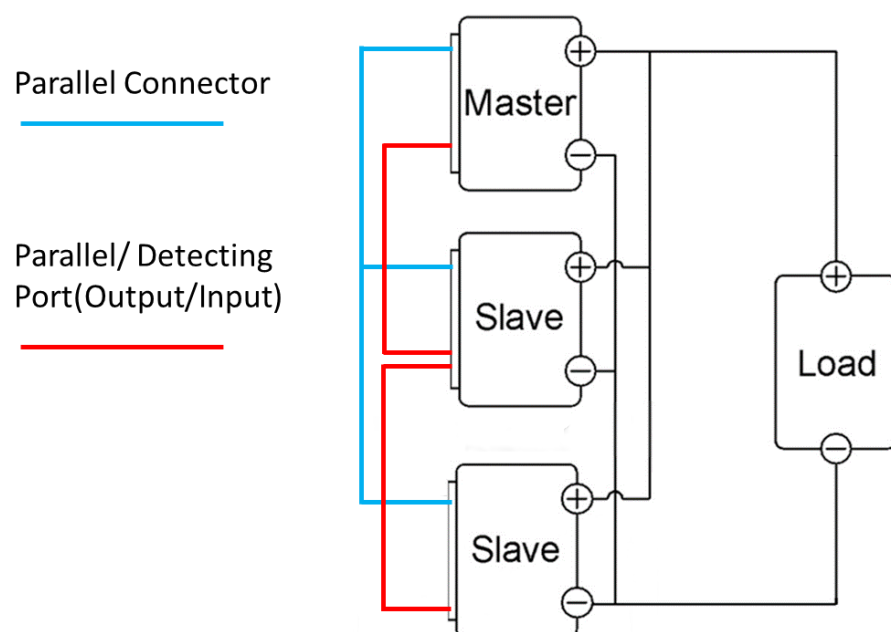 Parallel Connector
Parallel/ Detecting
Port(Output/Input)
Master
+
−
Slave
+
−
Slave
+
−
Load
+
−